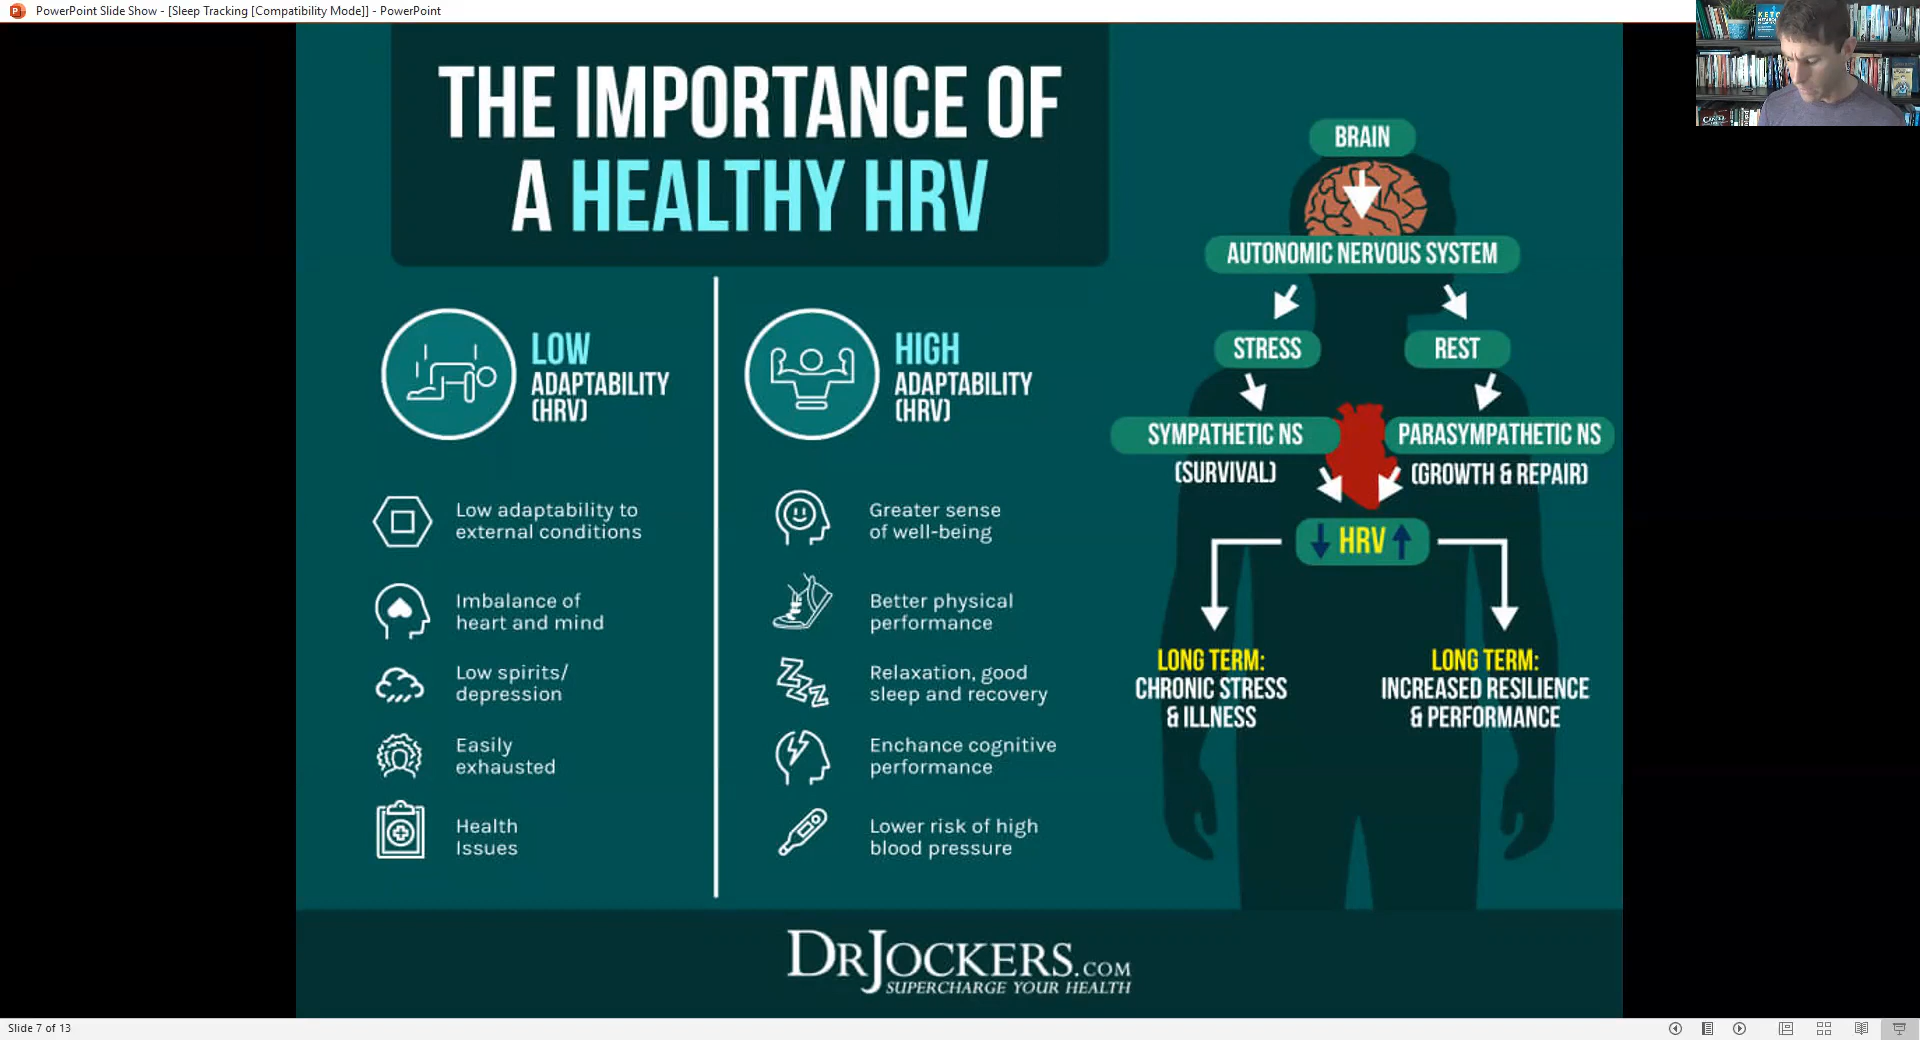 PowerPoint Slide Show - [Sleep Tracking [Compatibility Mode]] - PowerPoint
THE IMPORTANCE OF
A HEALTHY HRV
LOW
ADAPTABILITY
(HRV)
Low adaptability to
external conditions
Imbalance of
heart and mind
Low spirits/
depression
Easily
exhausted
Health
Issues
HIGH
ADAPTABILITY
(HRV)
Greater sense
of well-being
Better physical
performance
Relaxation, good
sleep and recovery
Enchance cognitive
performance
Lower risk of high
blood pressure
BRAIN
AUTONOMIC NERVOUS SYSTEM
STRESS
REST
SYMPATHETIC NS
(SURVIVAL)
PARASYMPATHETIC NS
(GROWTH & REPAIR)
HRV
LONG TERM:
CHRONIC STRESS
& ILLNESS
LONG TERM:
INCREASED RESILIENCE
& PERFORMANCE
DRJOCKERS.COM
SUPERCHARGE YOUR HEALTH
Slide 7 of 13